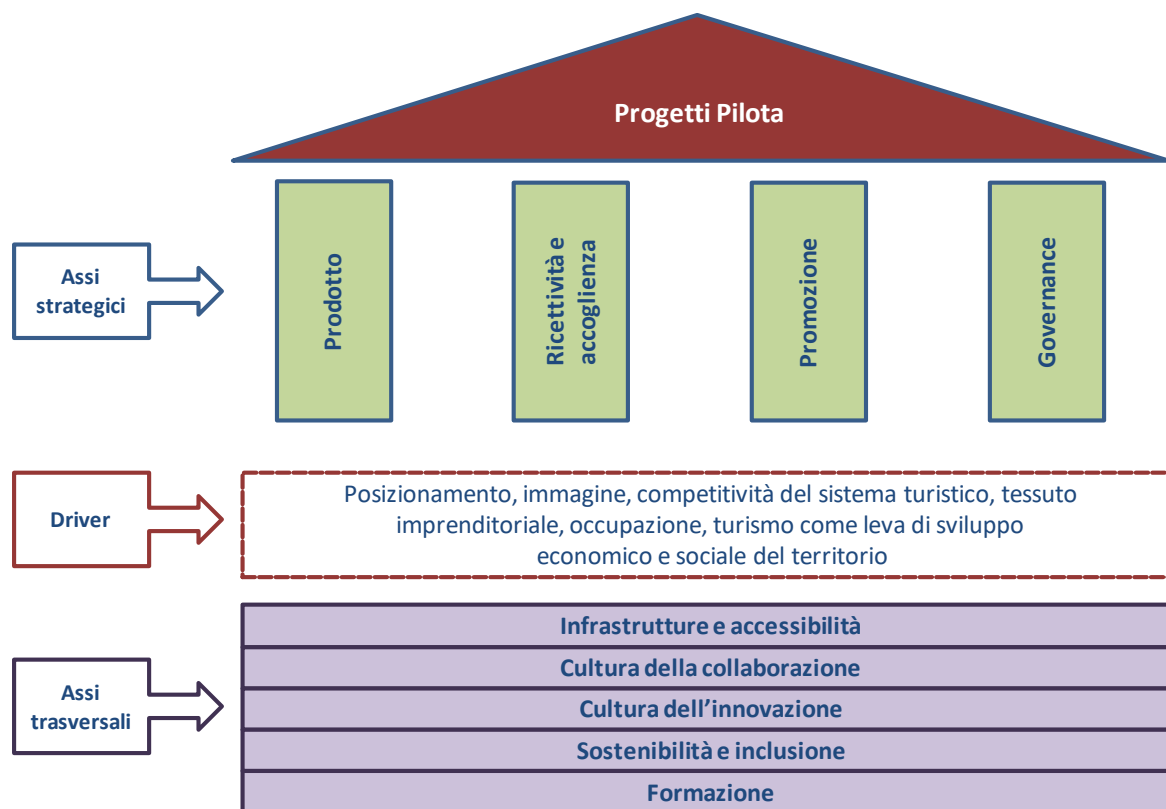 Progetti Pilota
Assi
strategici
Prodotto
Ricettività e
accoglienza
Promozione
Governance
Driver
Posizionamento, immagine, competitività del sistema turistico, tessuto
imprenditoriale, occupazione, turismo come leva di sviluppo
economico e sociale del territorio
Assi
trasversali
Infrastrutture e accessibilità
Cultura della collaborazione
Cultura dell’innovazione
Sostenibilità e inclusione
Formazione